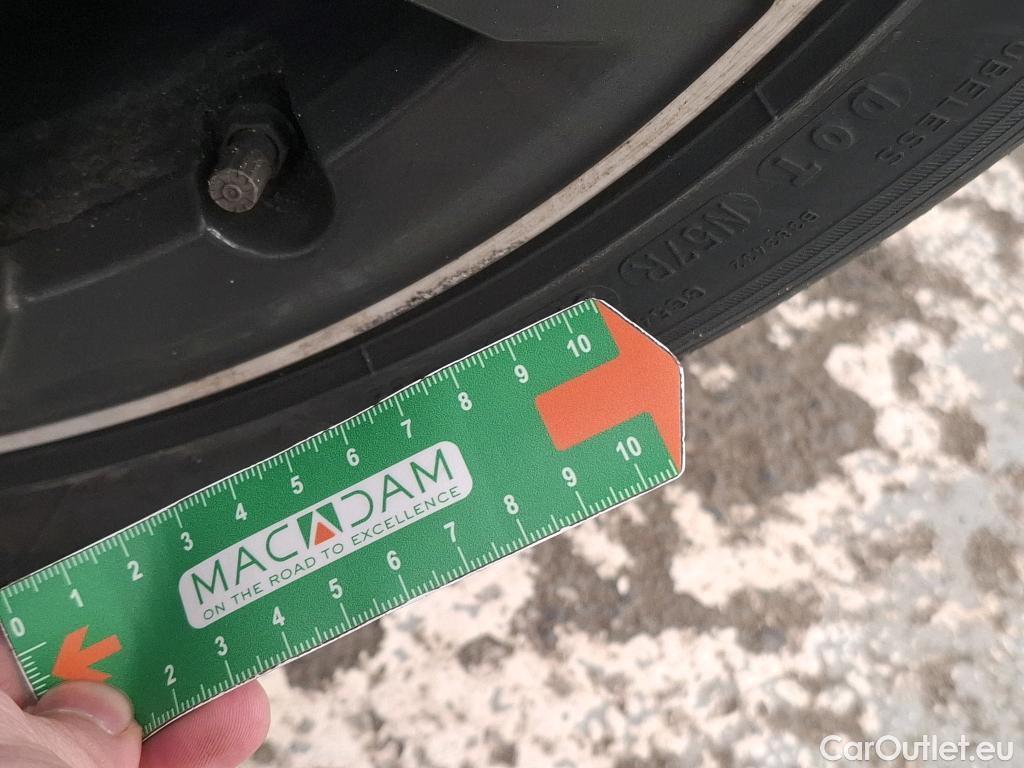 TUBELESS
DOT
N57R
0 1 2 3 4 5 6 7 8 9 10
MACADAM
ON THE ROAD TO EXCELLENCE
2 3 4 5 6 7 8 9 10
CarOutlet.eu